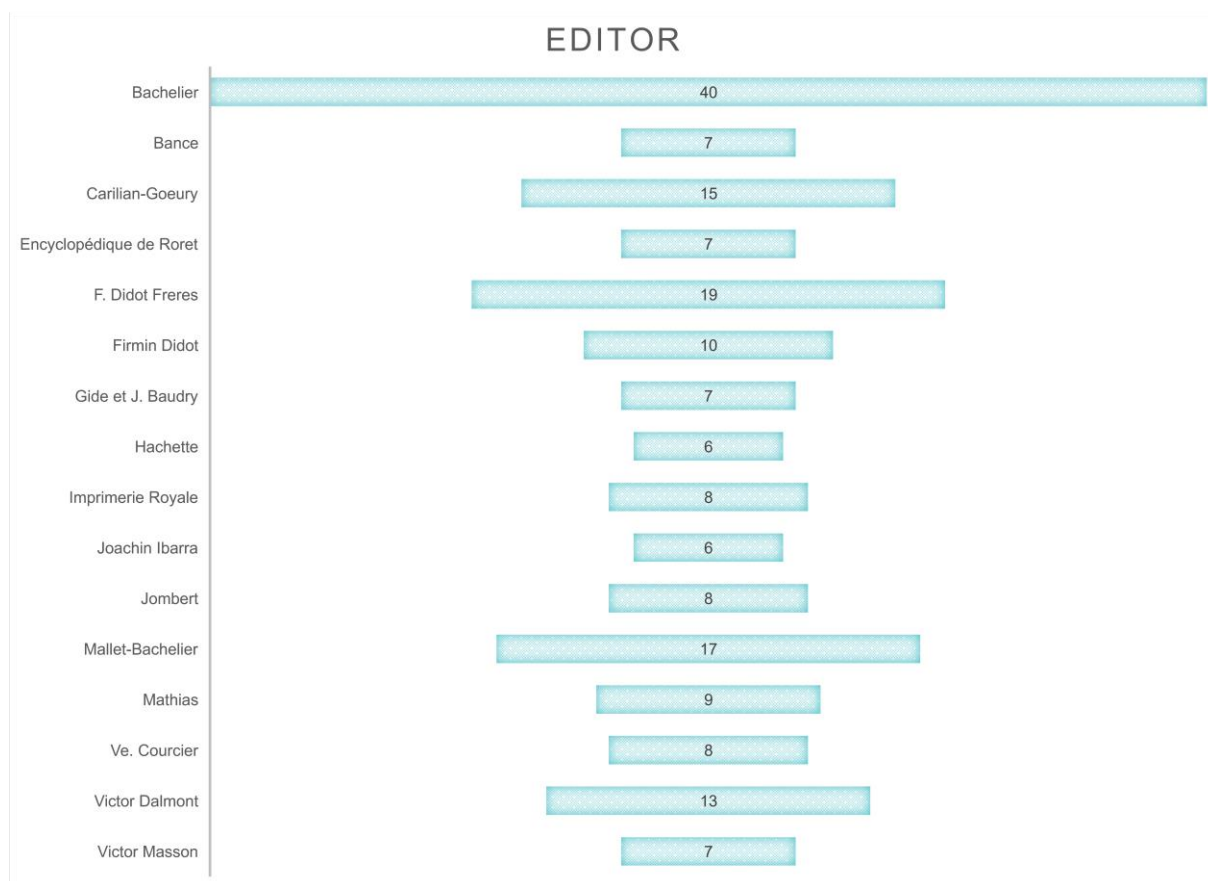 EDITOR
Bachelier 40
Bance 7
Carilian-Goeury 15
Encyclopédique de Roret 7
F. Didot Freres 19
Firmin Didot 10
Gide et J. Baudry 7
Hachette 6
Imprimerie Royale 8
Joachin Ibarra 6
Jombert 8
Mallet-Bachelier 17
Mathias 9
Ve. Courcier 8
Victor Dalmont 13
Victor Masson 7